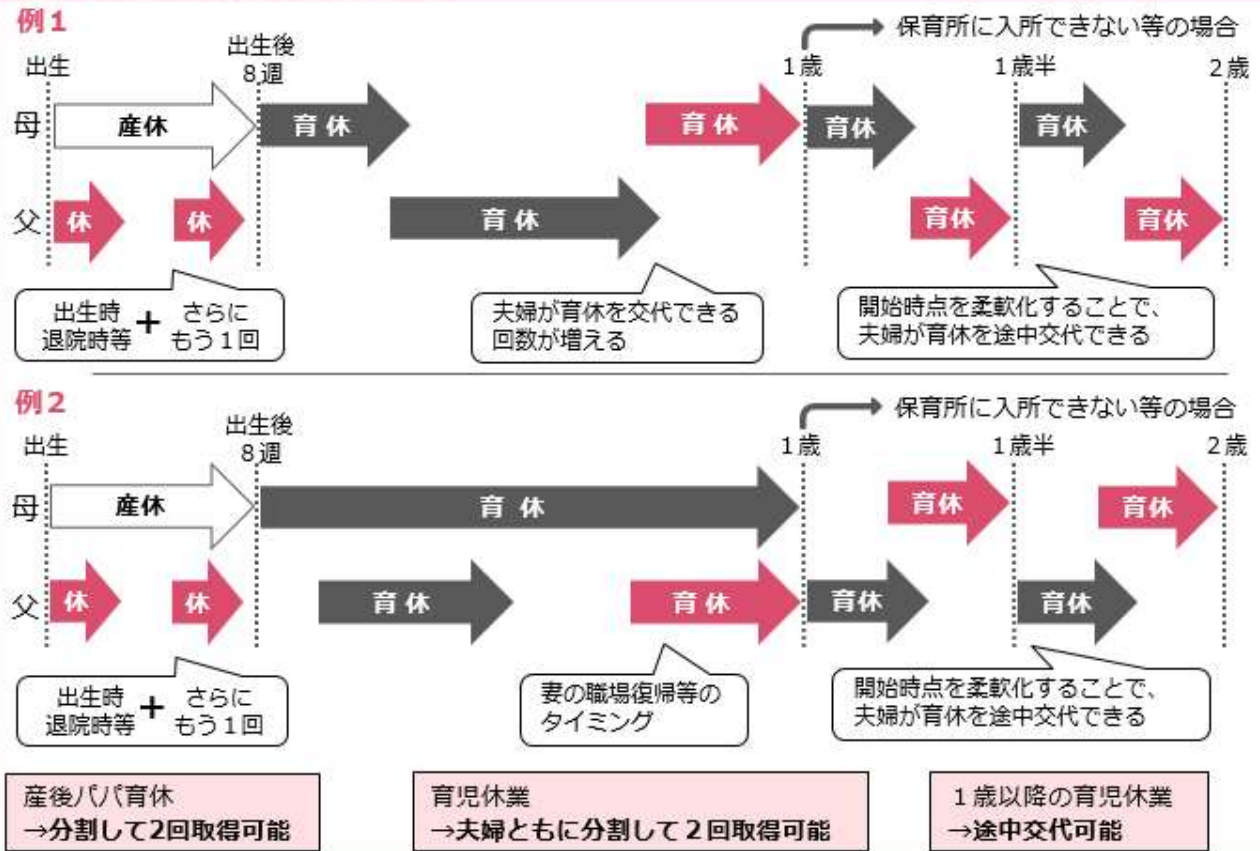 例１
保育所に入所できない等の場合
出生
出生後
８週
１歳
１歳半
２歳
母
産休
育休
育休
育休
育休
父
休
休
育休
育休
育休
出生時
退院時等
＋
さらに
もう１回
夫婦が育休を交代できる
回数が増える
開始時点を柔軟化することで、
夫婦が育休を途中交代できる
例２
保育所に入所できない等の場合
出生
出生後
８週
１歳
１歳半
２歳
母
産休
育休
育休
育休
父
休
休
育休
育休
育休
育休
出生時
退院時等
＋
さらに
もう１回
妻の職場復帰等の
タイミング
開始時点を柔軟化することで、
夫婦が育休を途中交代できる
産後パパ育休
→分割して2回取得可能
育児休業
→夫婦ともに分割して２回取得可能
１歳以降の育児休業
→途中交代可能